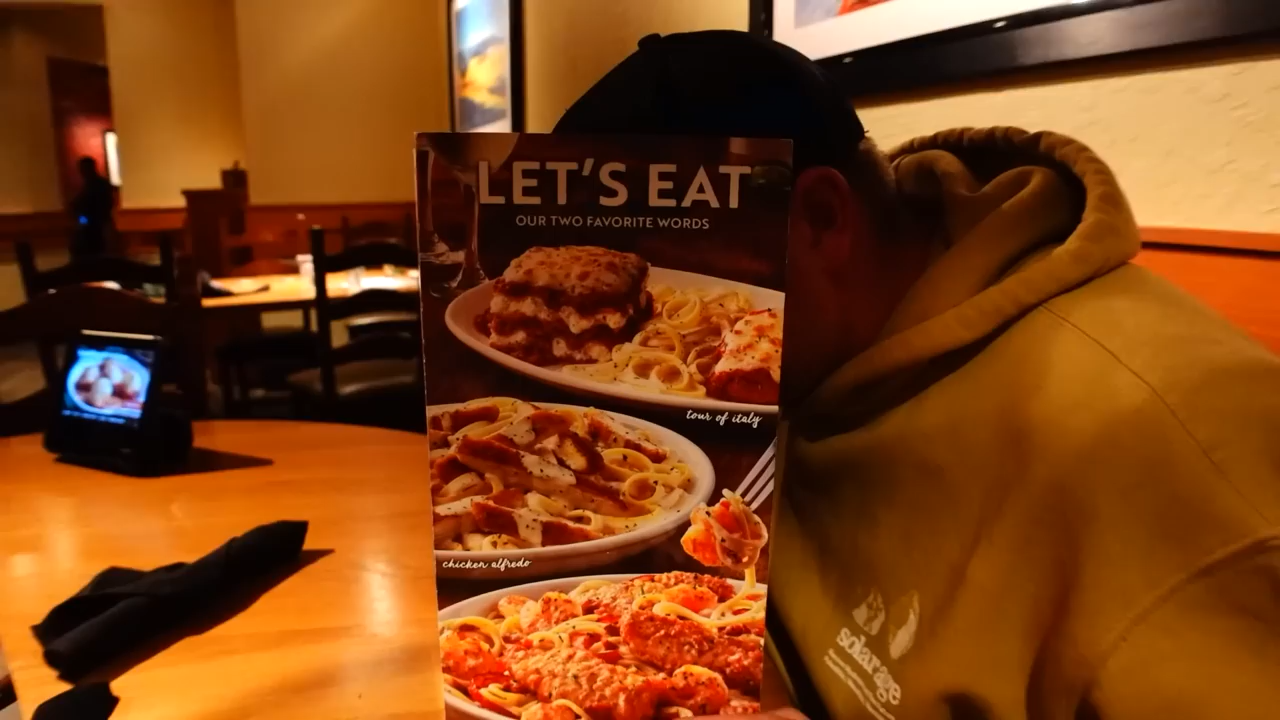 LET'S EAT
OUR TWO FAVORITE WORDS
tour of italy
chicken alfredo
solarage